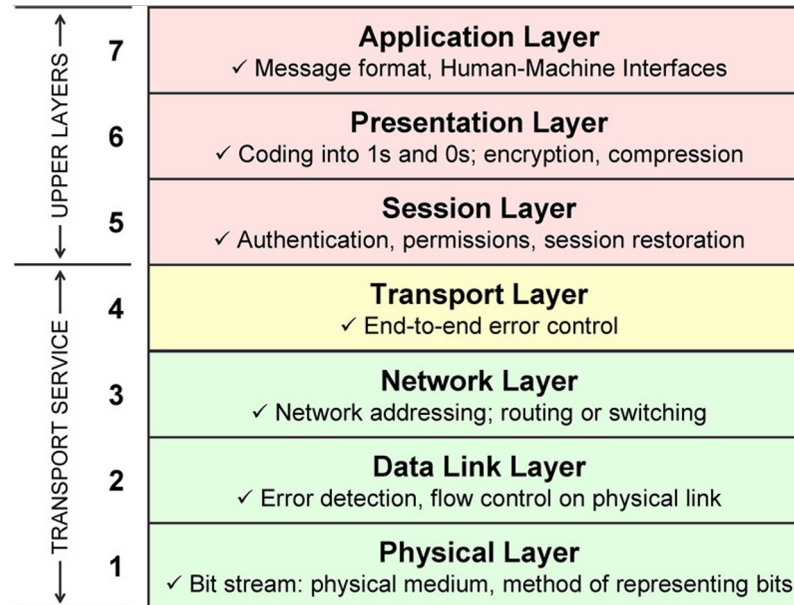 UPPER LAYERS
7
Application Layer
✓ Message format, Human-Machine Interfaces
6
Presentation Layer
✓ Coding into 1s and 0s; encryption, compression
5
Session Layer
✓ Authentication, permissions, session restoration
TRANSPORT SERVICE
4
Transport Layer
✓ End-to-end error control
3
Network Layer
✓ Network addressing; routing or switching
2
Data Link Layer
✓ Error detection, flow control on physical link
1
Physical Layer
✓ Bit stream: physical medium, method of representing bits